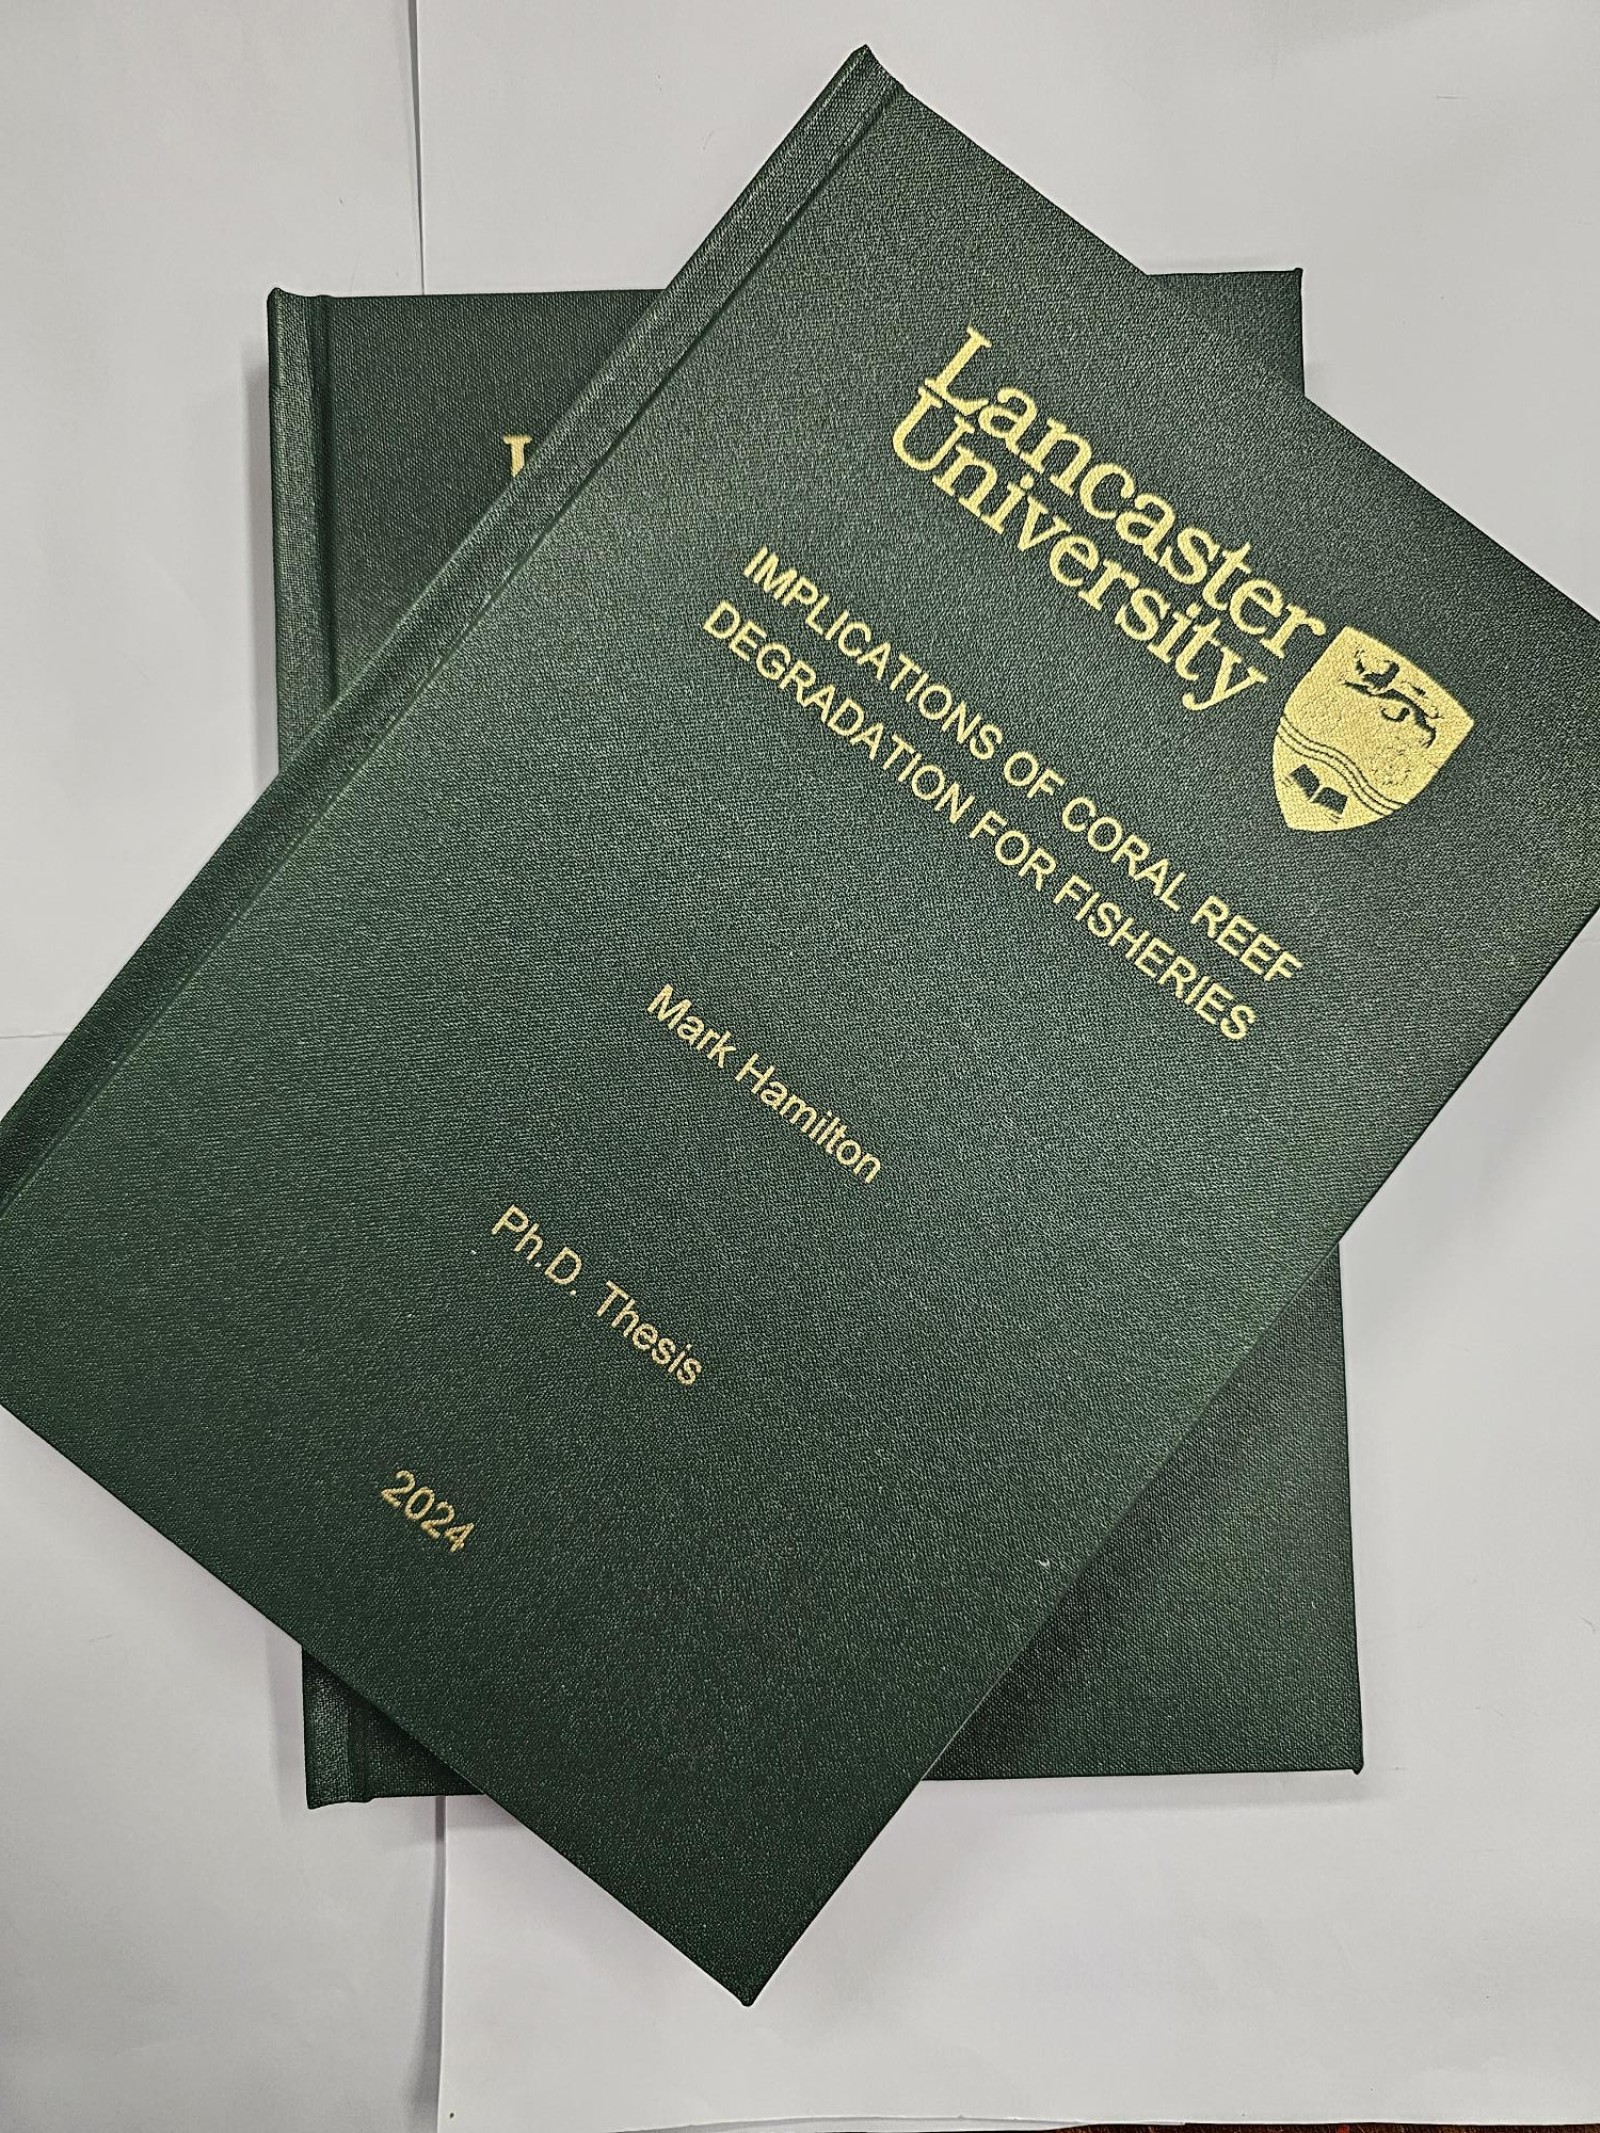 Lancaster
University
IMPLICATIONS OF CORAL REEF
DEGRADATION FOR FISHERIES
Mark Hamilton
Ph.D. Thesis
2024